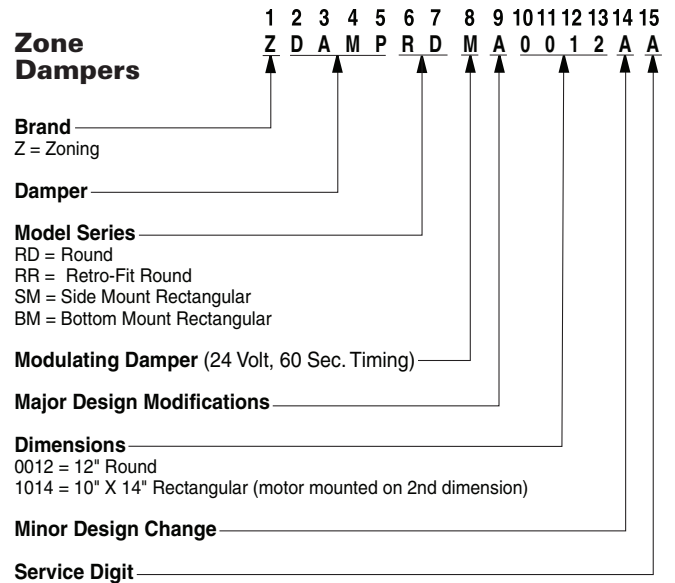 1 2 3 4 5 6 7 8 9 10 11 12 13 14 15
Zone Z D A M P R D M A 0 0 1 2 A A
Dampers
Brand
Z = Zoning
Damper
Model Series
RD = Round
RR = Retro-Fit Round
SM = Side Mount Rectangular
BM = Bottom Mount Rectangular
Modulating Damper (24 Volt, 60 Sec. Timing)
Major Design Modifications
Dimensions
0012 = 12" Round
1014 = 10" X 14" Rectangular (motor mounted on 2nd dimension)
Minor Design Change
Service Digit